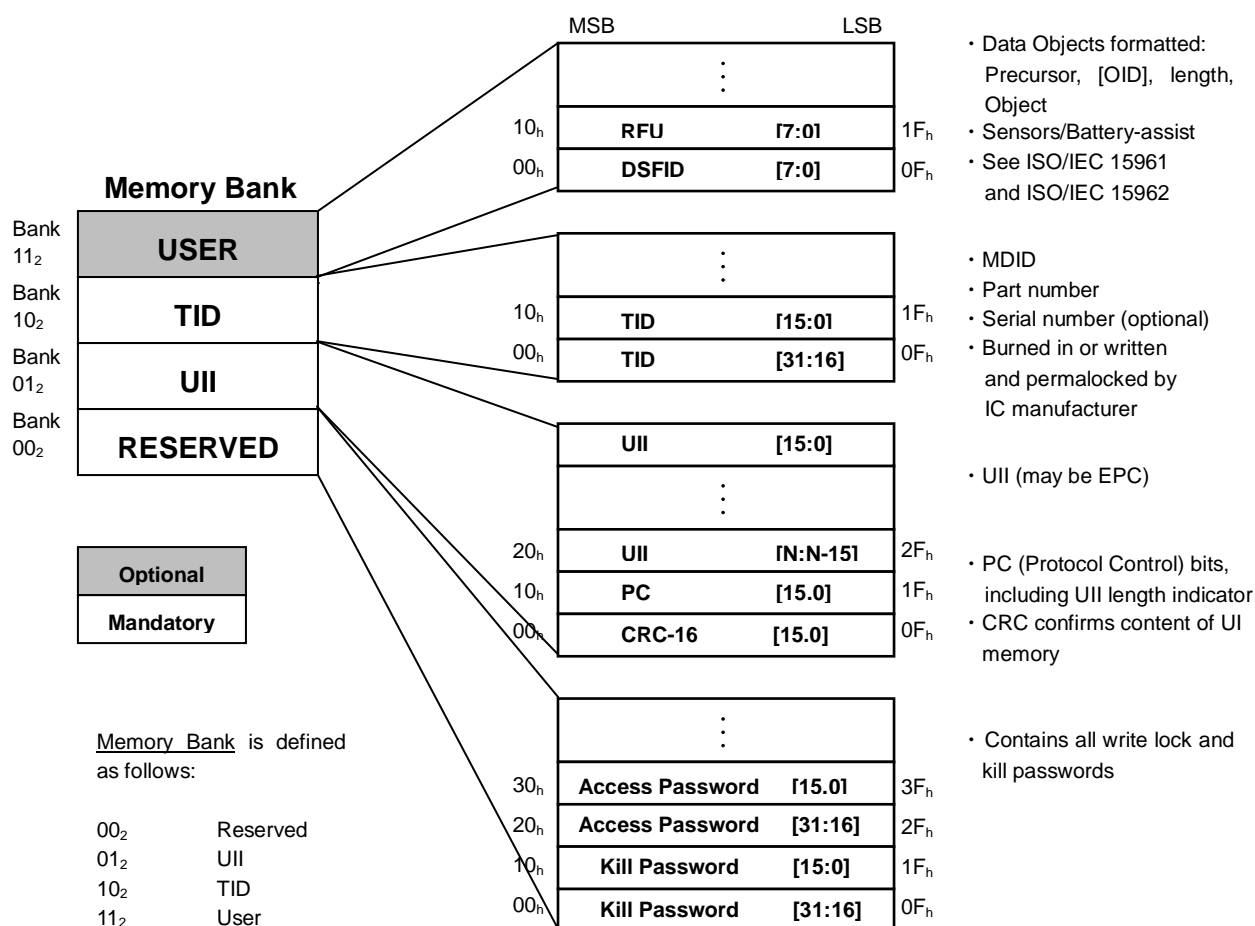 MSB LSB
⋮
10h RFU [7:0] 1Fh
00h DSFID [7:0] 0Fh
・Data Objects formatted:
Precursor, [OID], length,
Object
・Sensors/Battery-assist
・See ISO/IEC 15961
and ISO/IEC 15962
Memory Bank
Bank
11₂
USER
Bank
10₂
TID
Bank
01₂
UII
Bank
00₂
RESERVED
⋮
10h TID [15:0] 1Fh
00h TID [31:16] 0Fh
・MDID
・Part number
・Serial number (optional)
・Burned in or written
and permalocked by
IC manufacturer
UII [15:0]
⋮
20h UII [N:N-15] 2Fh
10h PC [15.0] 1Fh
00h CRC-16 [15.0] 0Fh
・UII (may be EPC)
・PC (Protocol Control) bits,
including UII length indicator
・CRC confirms content of UI
memory
Optional
Mandatory
⋮
30h Access Password [15.0] 3Fh
20h Access Password [31:16] 2Fh
10h Kill Password [15:0] 1Fh
00h Kill Password [31:16] 0Fh
・Contains all write lock and
kill passwords
Memory Bank is defined
as follows:
00₂ Reserved
01₂ UII
10₂ TID
11₂ User